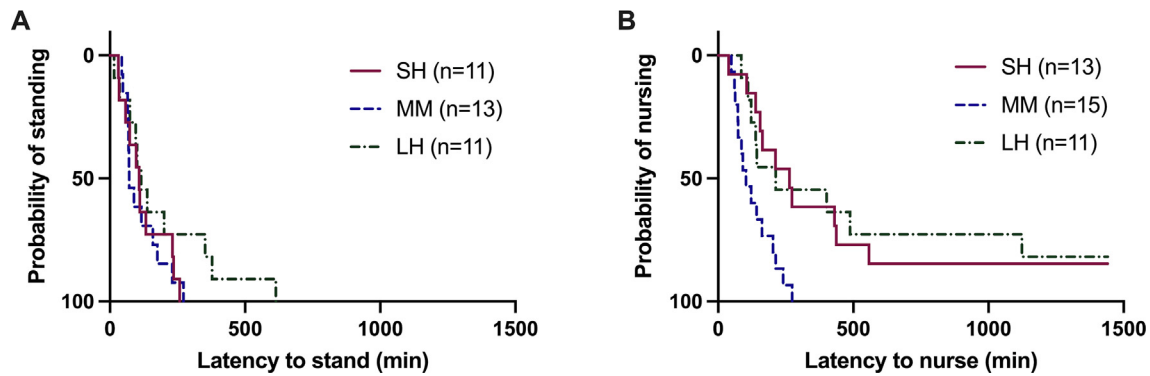 A
Probability of standing
0
50
100
0
500
1000
1500
Latency to stand (min)
SH (n=11)
MM (n=13)
LH (n=11)
B
Probability of nursing
0
50
100
0
500
1000
1500
Latency to nurse (min)
SH (n=13)
MM (n=15)
LH (n=11)